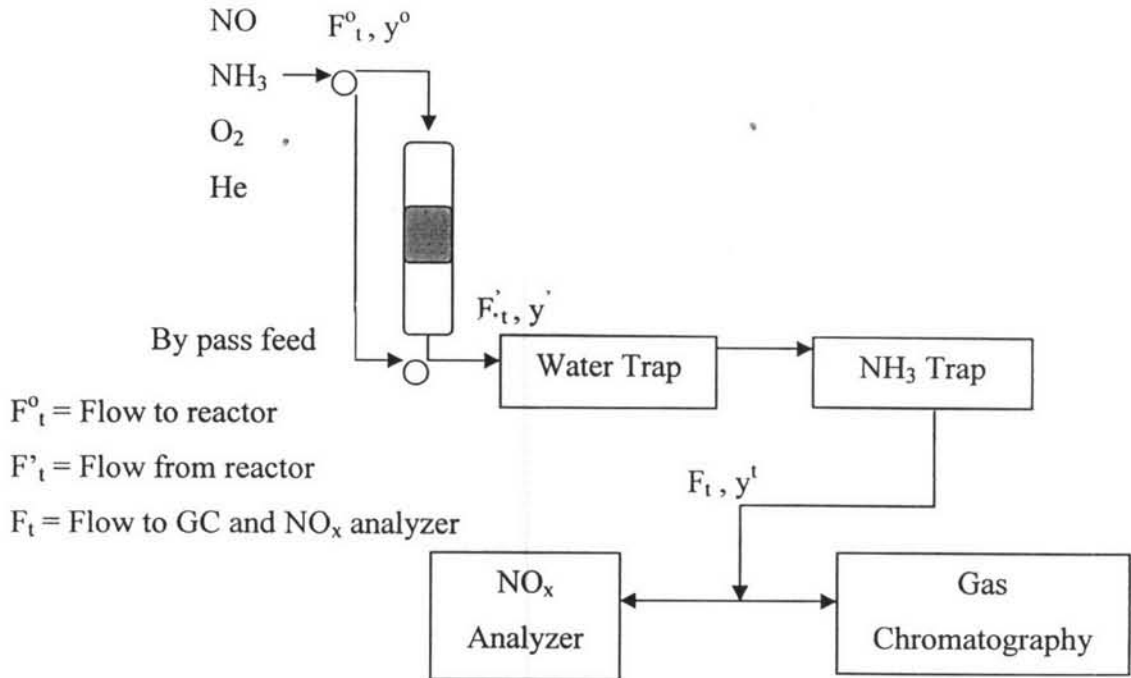 NO
F°t , y°
NH3
O2
He
F't , y'
By pass feed
Water Trap
NH3 Trap
F°t = Flow to reactor
F't = Flow from reactor
Ft = Flow to GC and NOx analyzer
Ft , yt
NOx
Analyzer
Gas
Chromatography